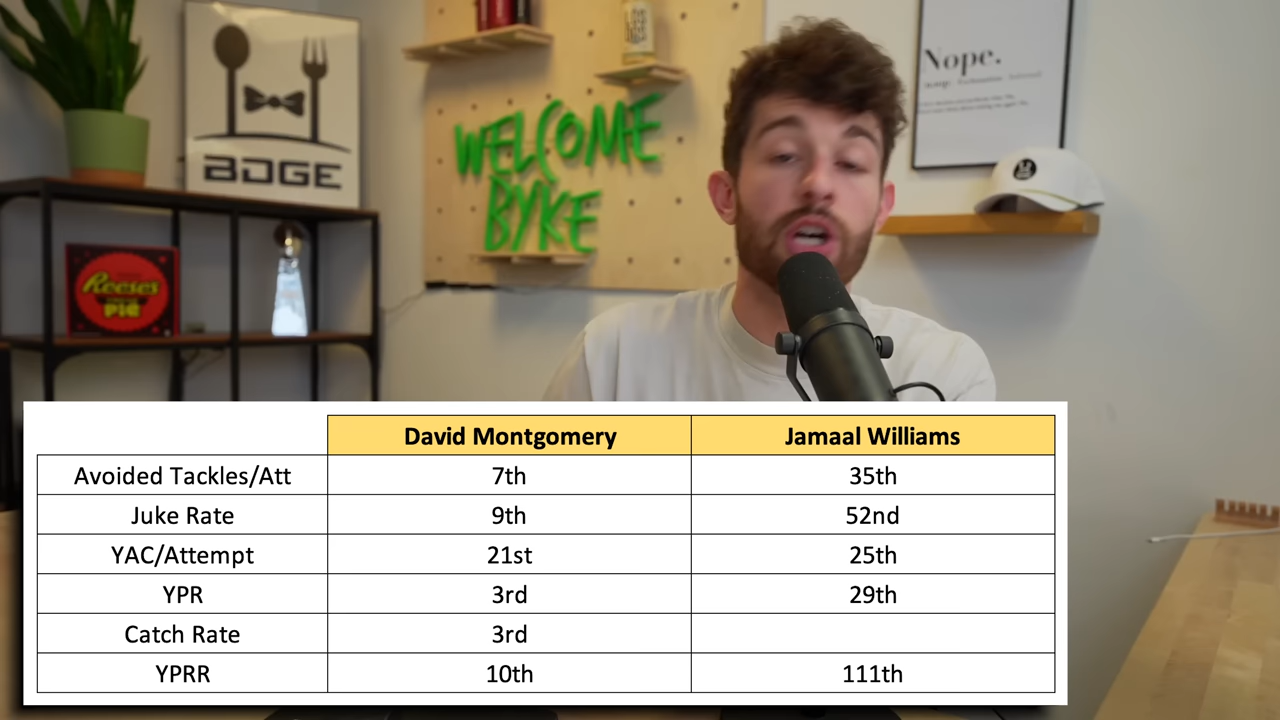 BDGE
WELCOME
BYKE
Nope.
Reese's
PIE
David Montgomery Jamaal Williams
Avoided Tackles/Att 7th 35th
Juke Rate 9th 52nd
YAC/Attempt 21st 25th
YPR 3rd 29th
Catch Rate 3rd
YPRR 10th 111th